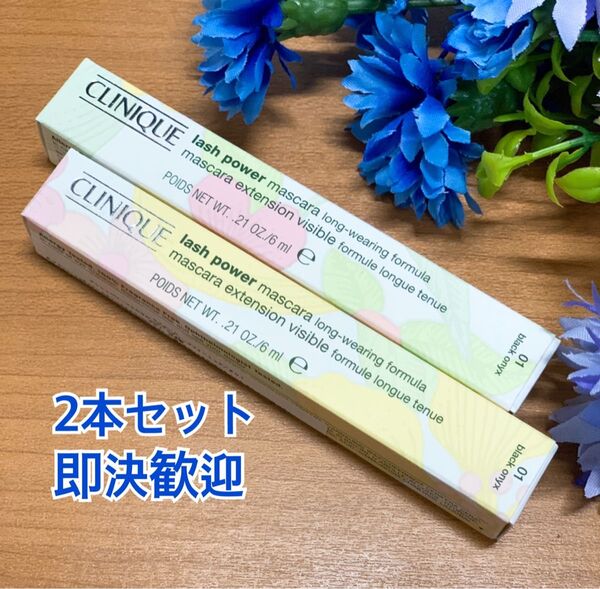 CLINIQUE
lash power mascara long-wearing formula
mascara extension visible formule longue tenue
POIDS NET WT. .21 OZ./6 ml e
01
black onyx
CLINIQUE
lash power mascara long-wearing formula
mascara extension visible formule longue tenue
POIDS NET WT. .21 OZ./6 ml e
01
black onyx
2本セット
即決歓迎